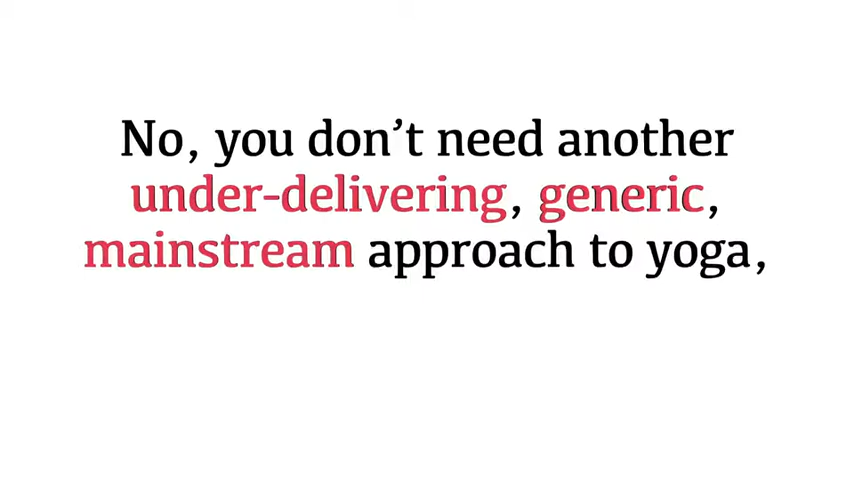 No, you don’t need another
under-delivering, generic,
mainstream approach to yoga,